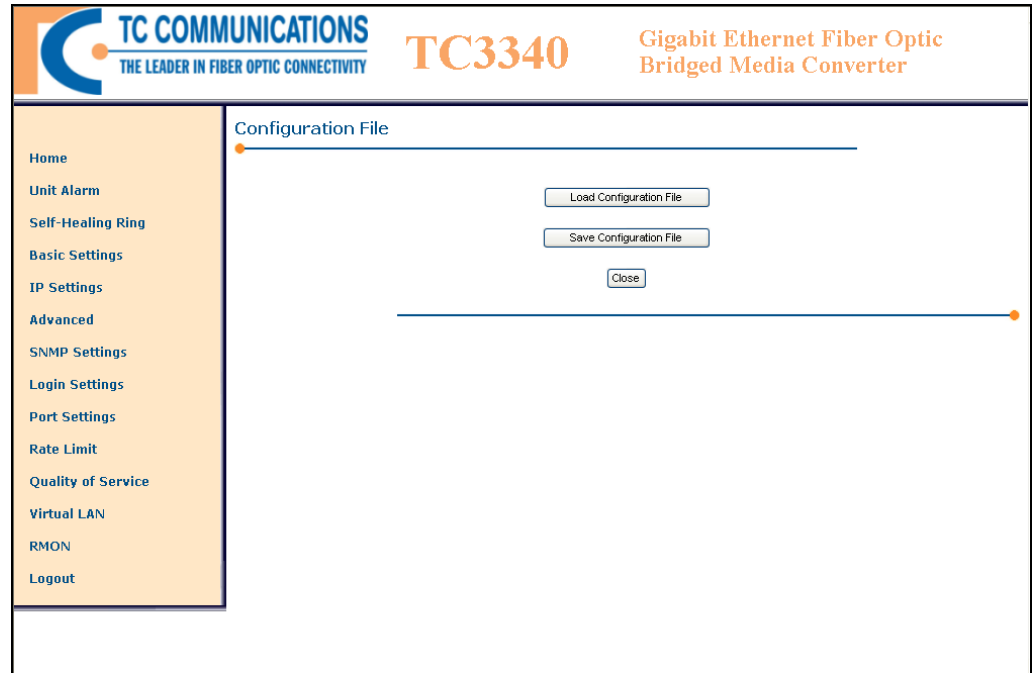 TC COMMUNICATIONS
THE LEADER IN FIBER OPTIC CONNECTIVITY
TC3340
Gigabit Ethernet Fiber Optic
Bridged Media Converter
Configuration File
Home
Unit Alarm
Self-Healing Ring
Basic Settings
IP Settings
Advanced
SNMP Settings
Login Settings
Port Settings
Rate Limit
Quality of Service
Virtual LAN
RMON
Logout
Load Configuration File
Save Configuration File
Close